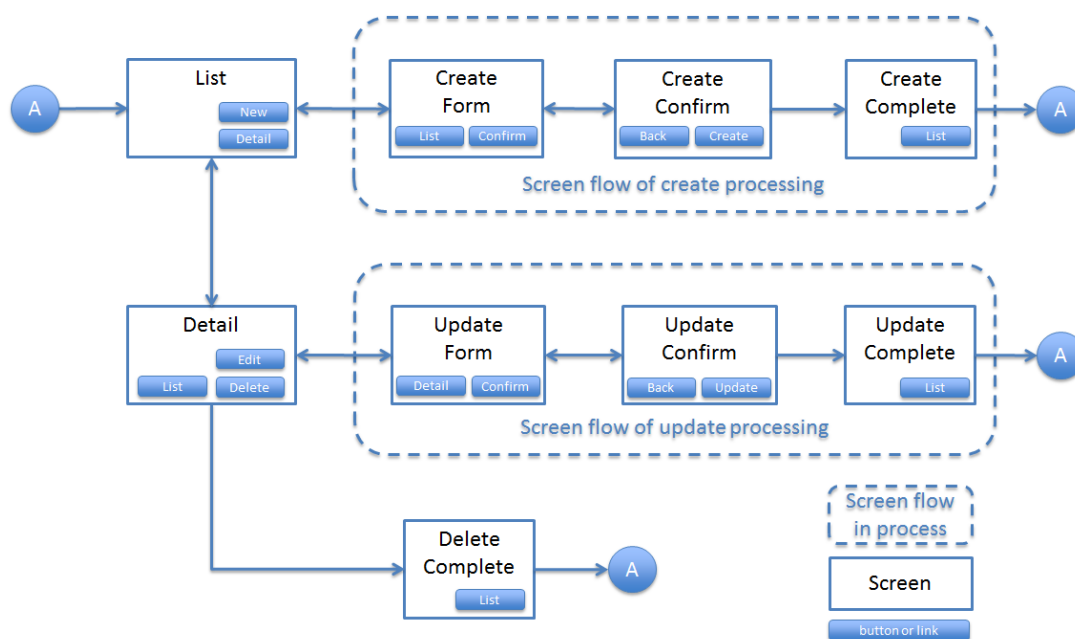 A
List
New
Detail
Create
Form
List
Confirm
Create
Confirm
Back
Create
Create
Complete
List
A
Screen flow of create processing
Detail
Edit
List
Delete
Update
Form
Detail
Confirm
Update
Confirm
Back
Update
Update
Complete
List
A
Screen flow of update processing
Delete
Complete
List
A
Screen flow
in process
Screen
button or link